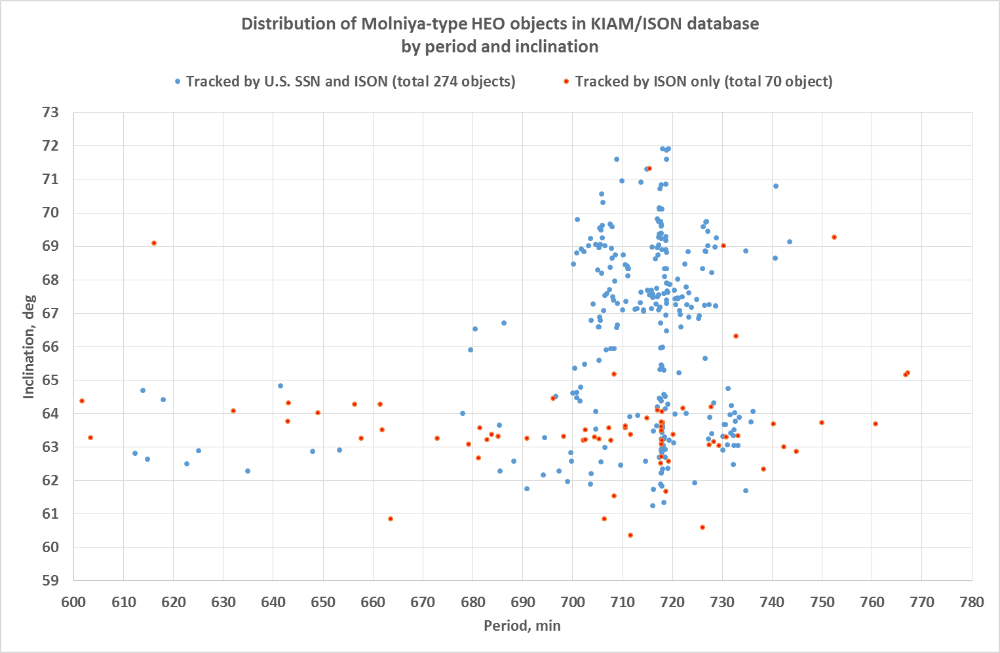 Distribution of Molniya-type HEO objects in KIAM/ISON database
by period and inclination
Tracked by U.S. SSN and ISON (total 274 objects)
Tracked by ISON only (total 70 object)
73
72
71
70
69
68
67
66
65
64
63
62
61
60
59
Inclination, deg
600 610 620 630 640 650 660 670 680 690 700 710 720 730 740 750 760 770 780
Period, min